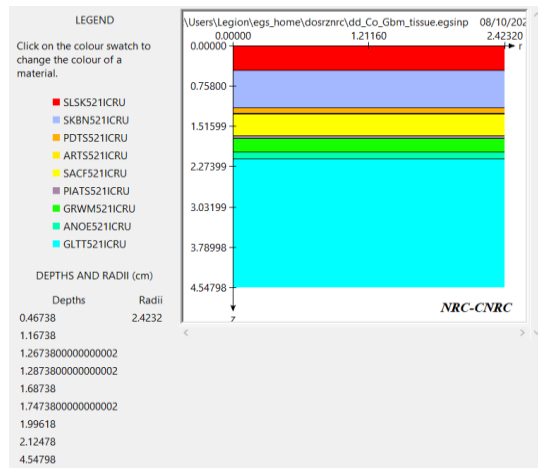 LEGEND
Click on the colour swatch to
change the colour of a
material.
SLSK521ICRU
SKBN521ICRU
PDTS521ICRU
ARTS521ICRU
SACF521ICRU
PIATS521ICRU
GRWM521ICRU
ANOE521ICRU
GLTT521ICRU
DEPTHS AND RADII (cm)
Depths Radii
0.46738 2.4232
1.16738
1.2673800000000002
1.2873800000000002
1.68738
1.7473800000000002
1.99618
2.12478
4.54798
\Users\Legion\egs_home\dosrznrc\dd_Co_Gbm_tissue.egsinp 08/10/202
0.00000 1.21160 2.42320
r
0.00000
0.75800
1.51599
2.27399
3.03199
3.78998
4.54798
z
NRC-CNRC